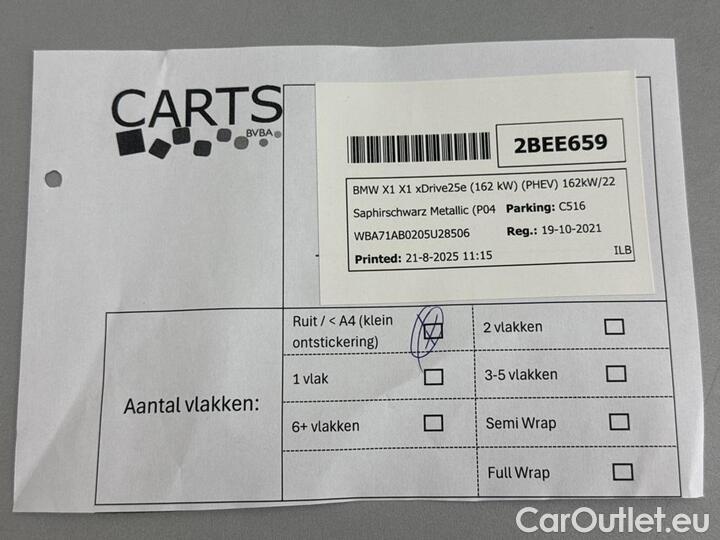 CARTS
BVBA
2BEE659
BMW X1 X1 xDrive25e (162 kW) (PHEV) 162kW/22
Saphirschwarz Metallic (P04 Parking: C516
WBA71AB0205U28506 Reg.: 19-10-2021
Printed: 21-8-2025 11:15
ILB
Aantal vlakken:
Ruit / < A4 (klein
ontstickering)
2 vlakken
1 vlak
3-5 vlakken
6+ vlakken
Semi Wrap
Full Wrap
CarOutlet.eu